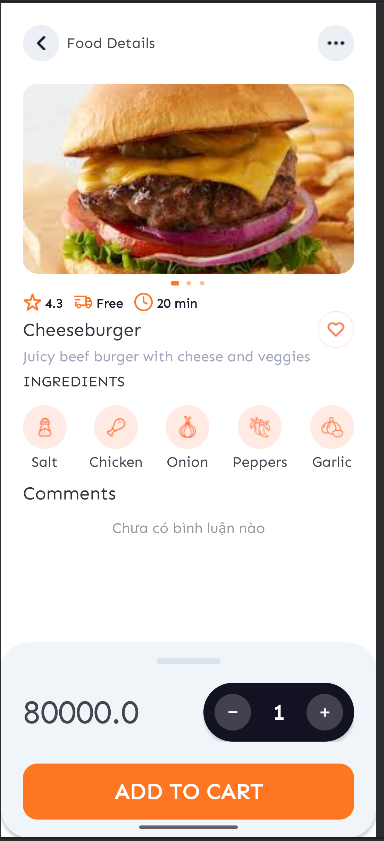 Food Details
4.3 Free 20 min
Cheeseburger
Juicy beef burger with cheese and veggies
INGREDIENTS
Salt Chicken Onion Peppers Garlic
Comments
Chưa có bình luận nào
80000.0 − 1 +
ADD TO CART